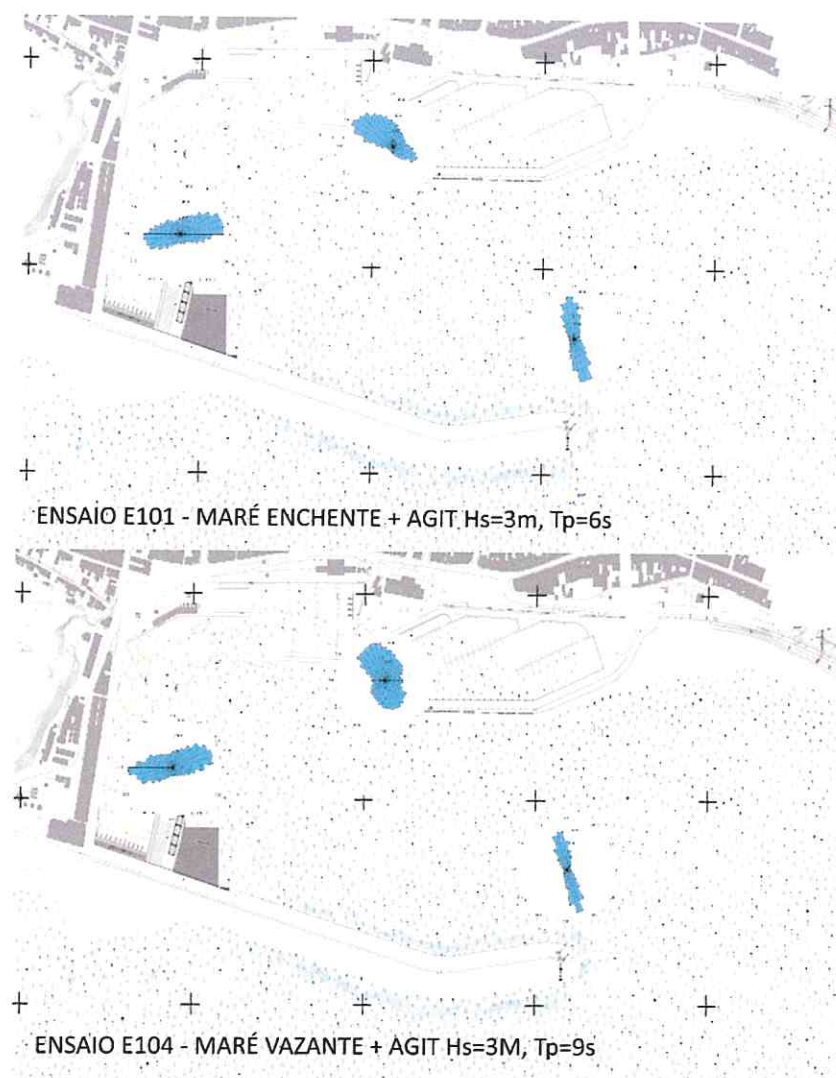 ENSAIO E101 - MARÉ ENCHENTE + AGIT Hs=3m, Tp=6s
ENSAIO E104 - MARÉ VAZANTE + AGIT Hs=3M, Tp=9s